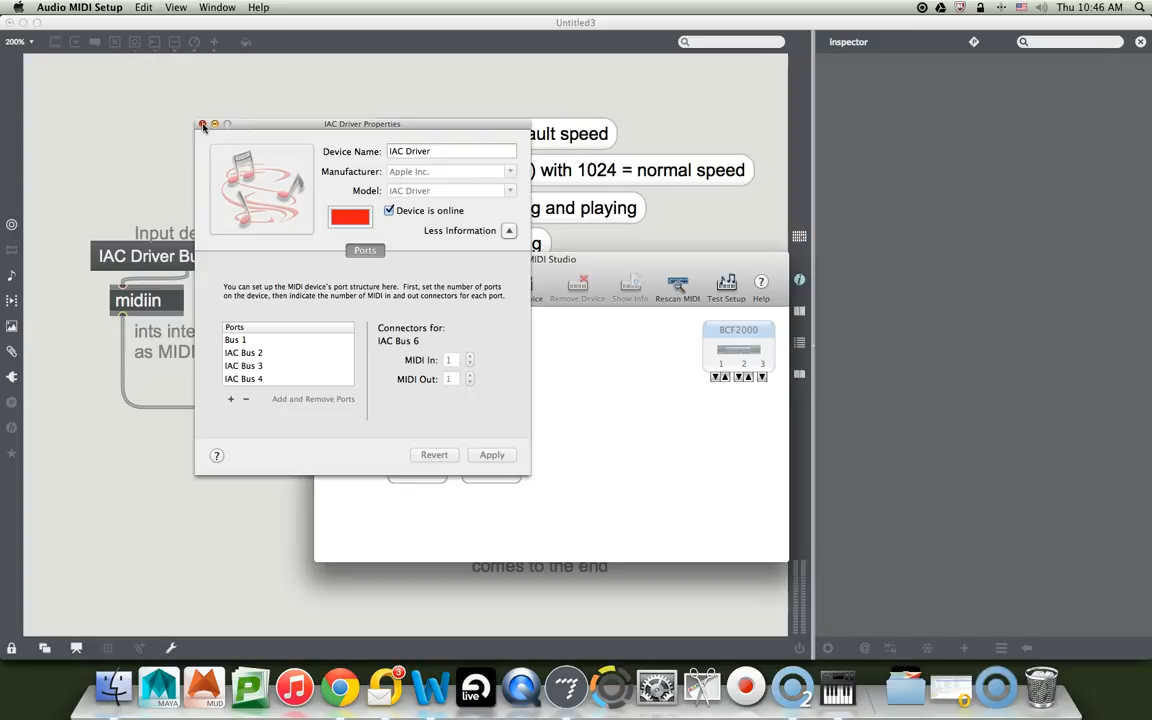 Audio MIDI Setup Edit View Window Help
Thu 10:46 AM
Untitled3
200%
inspector
IAC Driver Properties
ault speed
) with 1024 = normal speed
g and playing
g
Input de
IAC Driver Bu
midiin
ints inte
as MIDI
Device Name: IAC Driver
Manufacturer: Apple Inc.
Model: IAC Driver
Device is online
Less Information
Ports
You can set up the MIDI device's port structure here. First, set the number of ports
on the device, then indicate the number of MIDI in and out connectors for each port.
Ports
Bus 1
IAC Bus 2
IAC Bus 3
IAC Bus 4
+ − Add and Remove Ports
Connectors for:
IAC Bus 6
MIDI In: 1
MIDI Out: 1
? Revert Apply
MIDI Studio
vice Remove Device Show Info Rescan MIDI Test Setup Help
BCF2000
1 2 3
comes to the end
MAYA
MUD
3
live
2